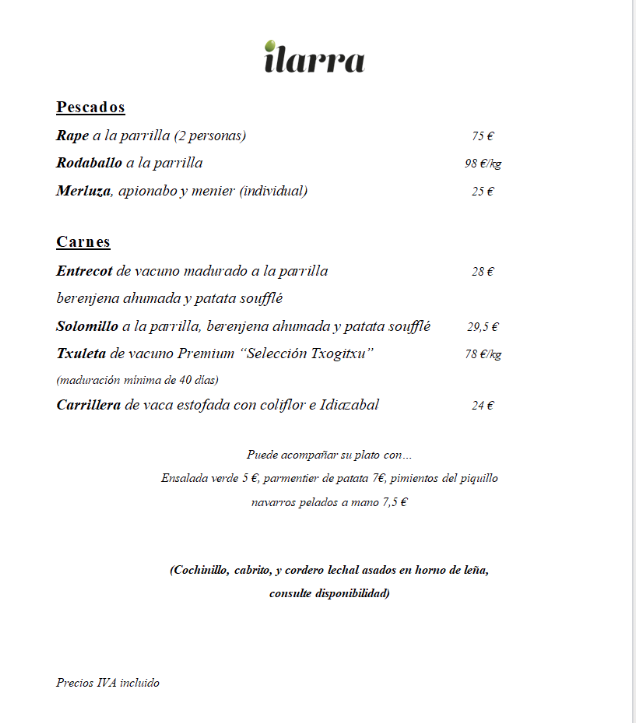 ilarra
Pescados
Rape a la parrilla (2 personas) 75 €
Rodaballo a la parrilla 98 €/kg
Merluza, apionabo y menier (individual) 25 €
Carnes
Entrecot de vacuno madurado a la parrilla 28 €
berenjena ahumada y patata soufflé
Solomillo a la parrilla, berenjena ahumada y patata soufflé 29,5 €
Txuleta de vacuno Premium “Selección Txogitxu” 78 €/kg
(maduración mínima de 40 días)
Carrillera de vaca estofada con coliflor e Idiazabal 24 €
Puede acompañar su plato con…
Ensalada verde 5 €, parmentier de patata 7€, pimientos del piquillo
navarros pelados a mano 7,5 €
(Cochinillo, cabrito, y cordero lechal asados en horno de leña,
consulte disponibilidad)
Precios IVA incluido